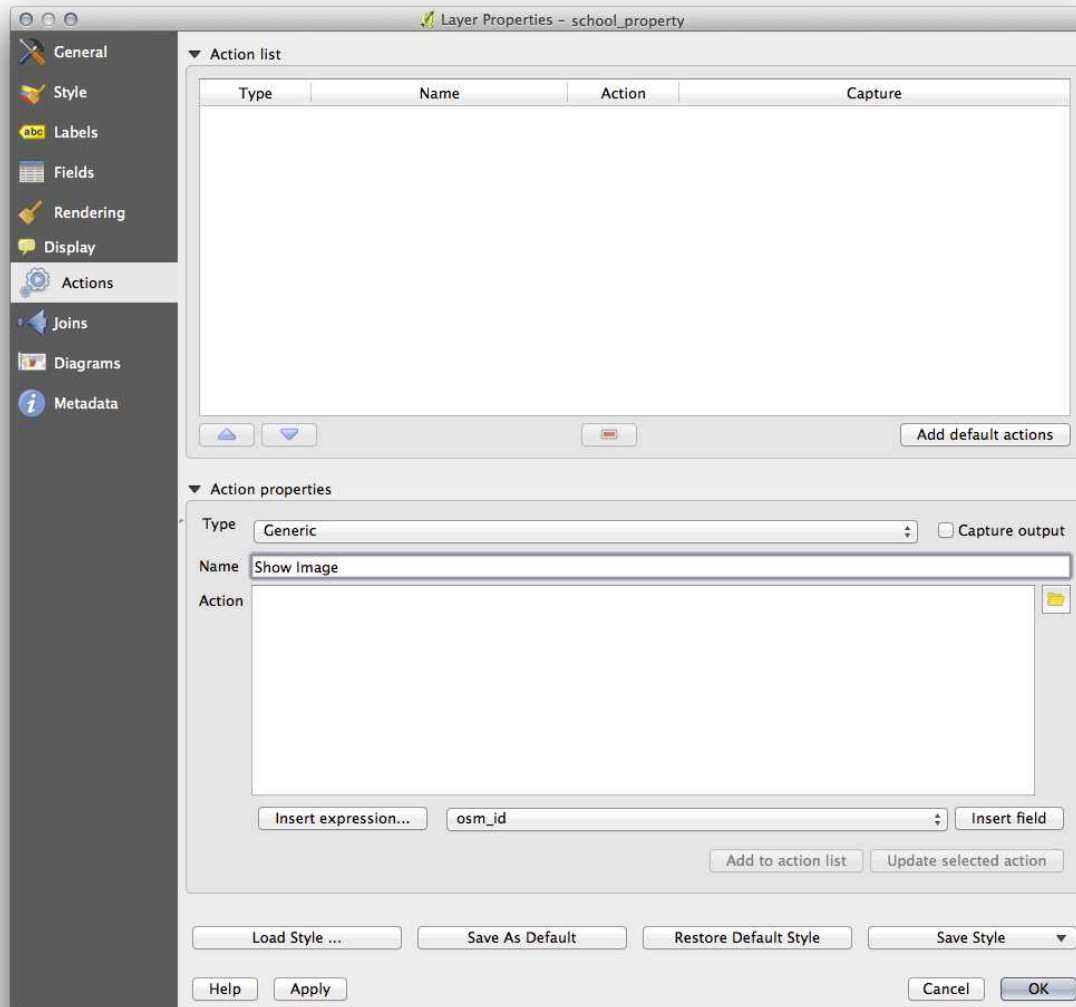 Layer Properties - school_property
General
Style
abc Labels
Fields
Rendering
Display
Actions
Joins
Diagrams
i Metadata
Action list
Type Name Action Capture
Add default actions
Action properties
Type Generic Capture output
Name Show Image
Action
Insert expression... osm_id Insert field
Add to action list Update selected action
Load Style ... Save As Default Restore Default Style Save Style
Help Apply Cancel OK